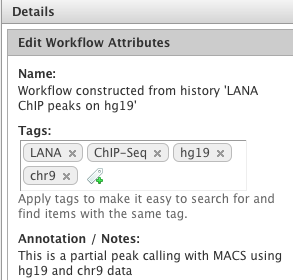 Details
Edit Workflow Attributes
Name:
Workflow constructed from history 'LANA
ChIP peaks on hg19'
Tags:
LANA × ChIP-Seq × hg19 ×
chr9 ×
Apply tags to make it easy to search for and
find items with the same tag.
Annotation / Notes:
This is a partial peak calling with MACS using
hg19 and chr9 data